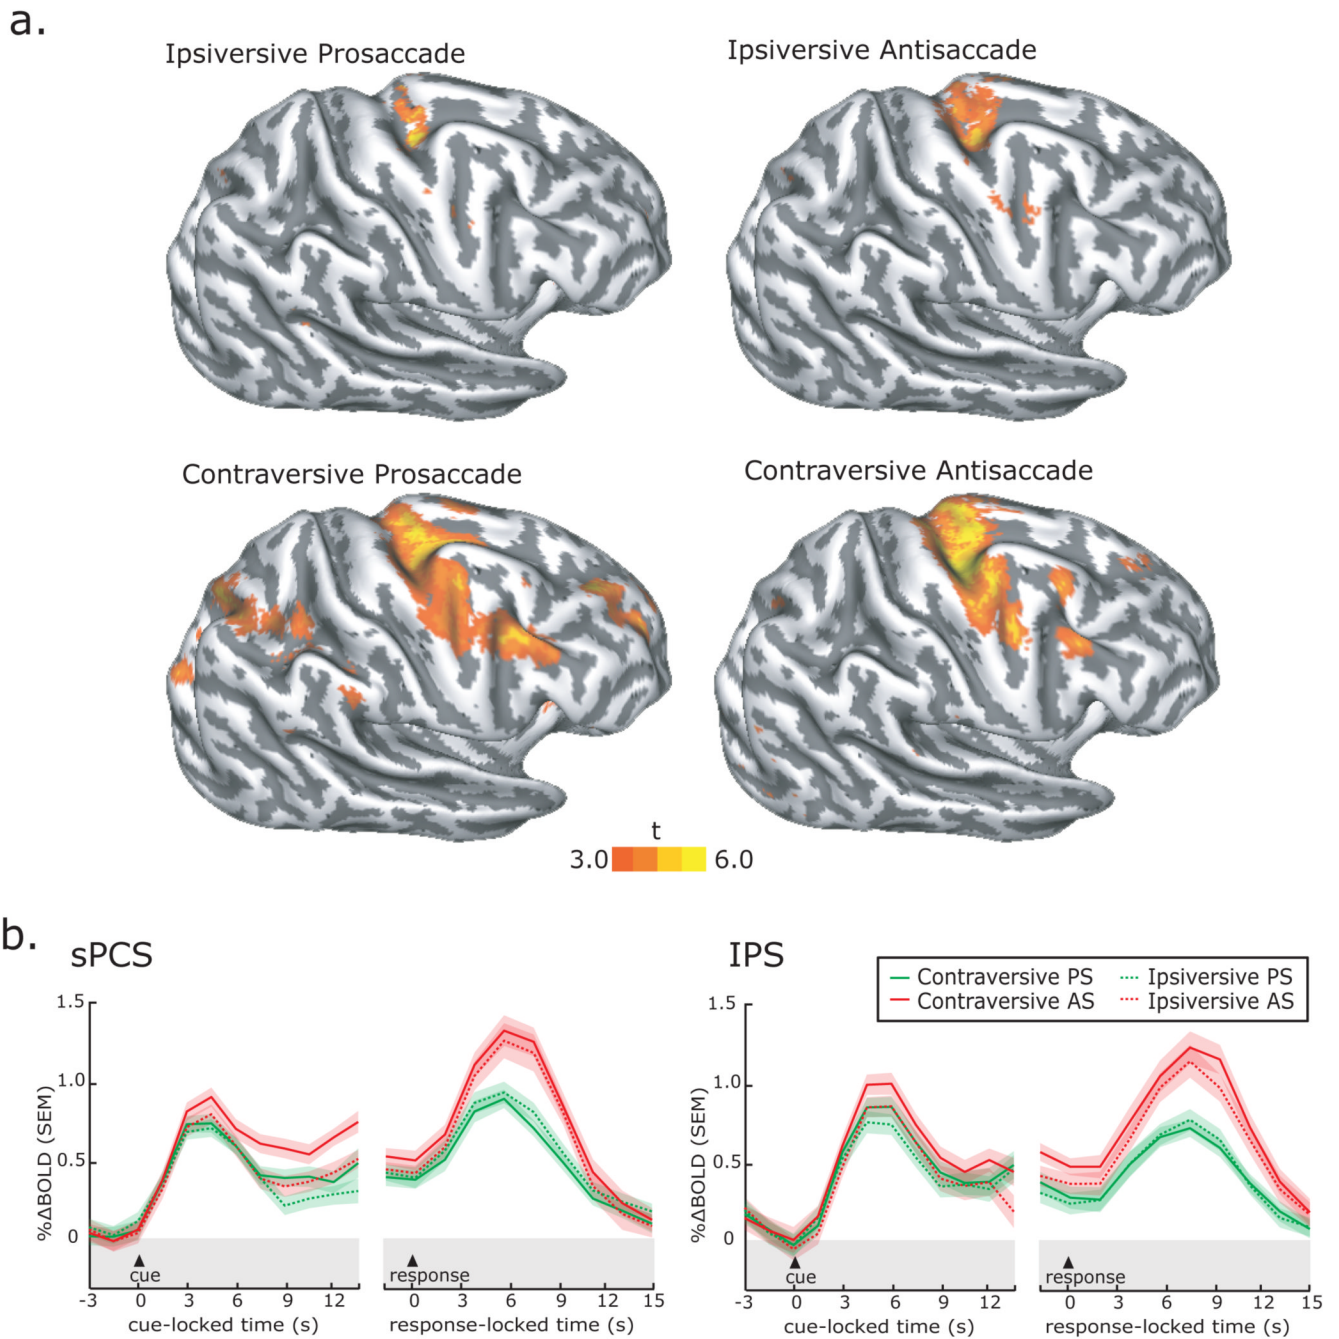 a.
Ipsiversive Prosaccade
Ipsiversive Antisaccade
Contraversive Prosaccade
Contraversive Antisaccade
t
3.0 6.0
b.
sPCS
IPS
Contraversive PS
Ipsiversive PS
Contraversive AS
Ipsiversive AS
%ΔBOLD (SEM)
1.5
1.0
0.5
0
cue
response
-3 0 3 6 9 12
0 3 6 9 12 15
cue-locked time (s)
response-locked time (s)
%ΔBOLD (SEM)
1.5
1.0
0.5
0
cue
response
-3 0 3 6 9 12
0 3 6 9 12 15
cue-locked time (s)
response-locked time (s)